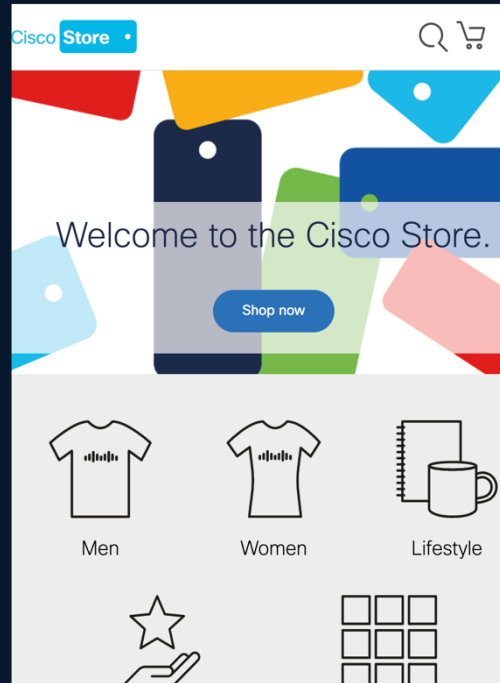 Cisco Store
Welcome to the Cisco Store.
Shop now
Men
Women
Lifestyle